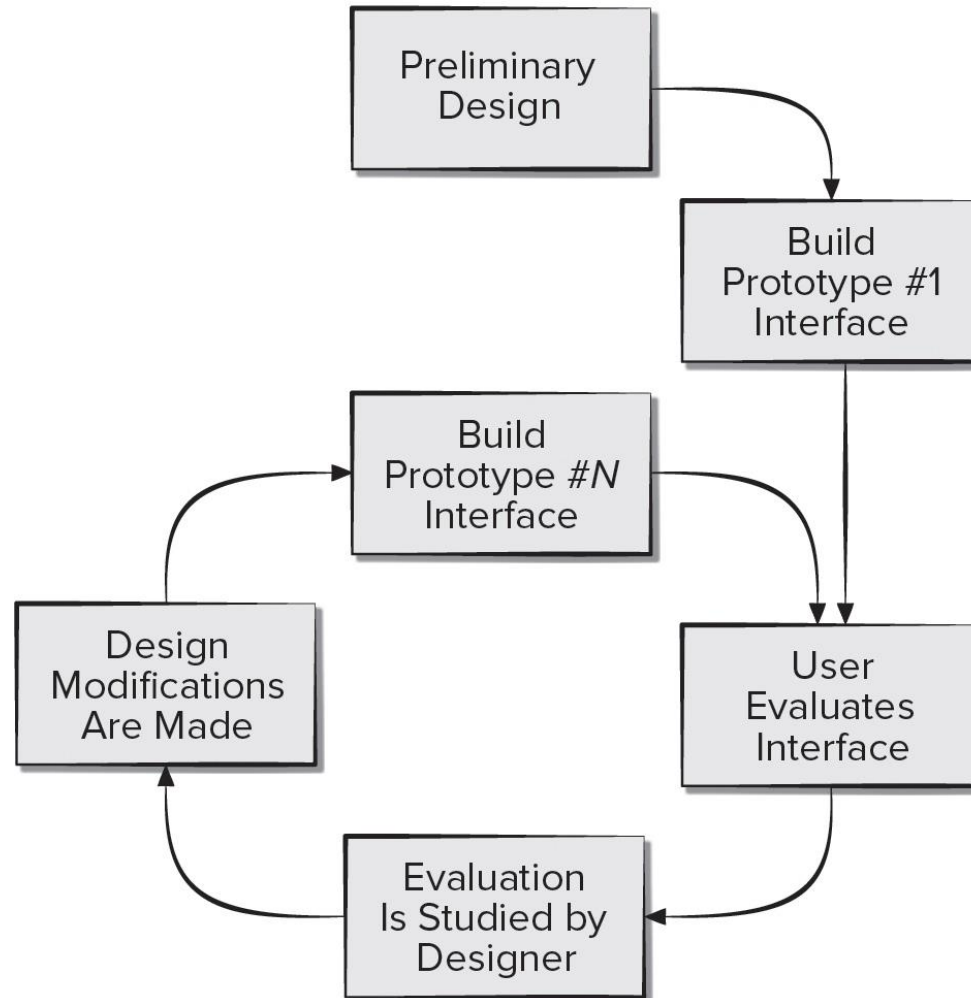 Preliminary
Design
Build
Prototype #1
Interface
Build
Prototype #N
Interface
Design
Modifications
Are Made
User
Evaluates
Interface
Evaluation
Is Studied by
Designer